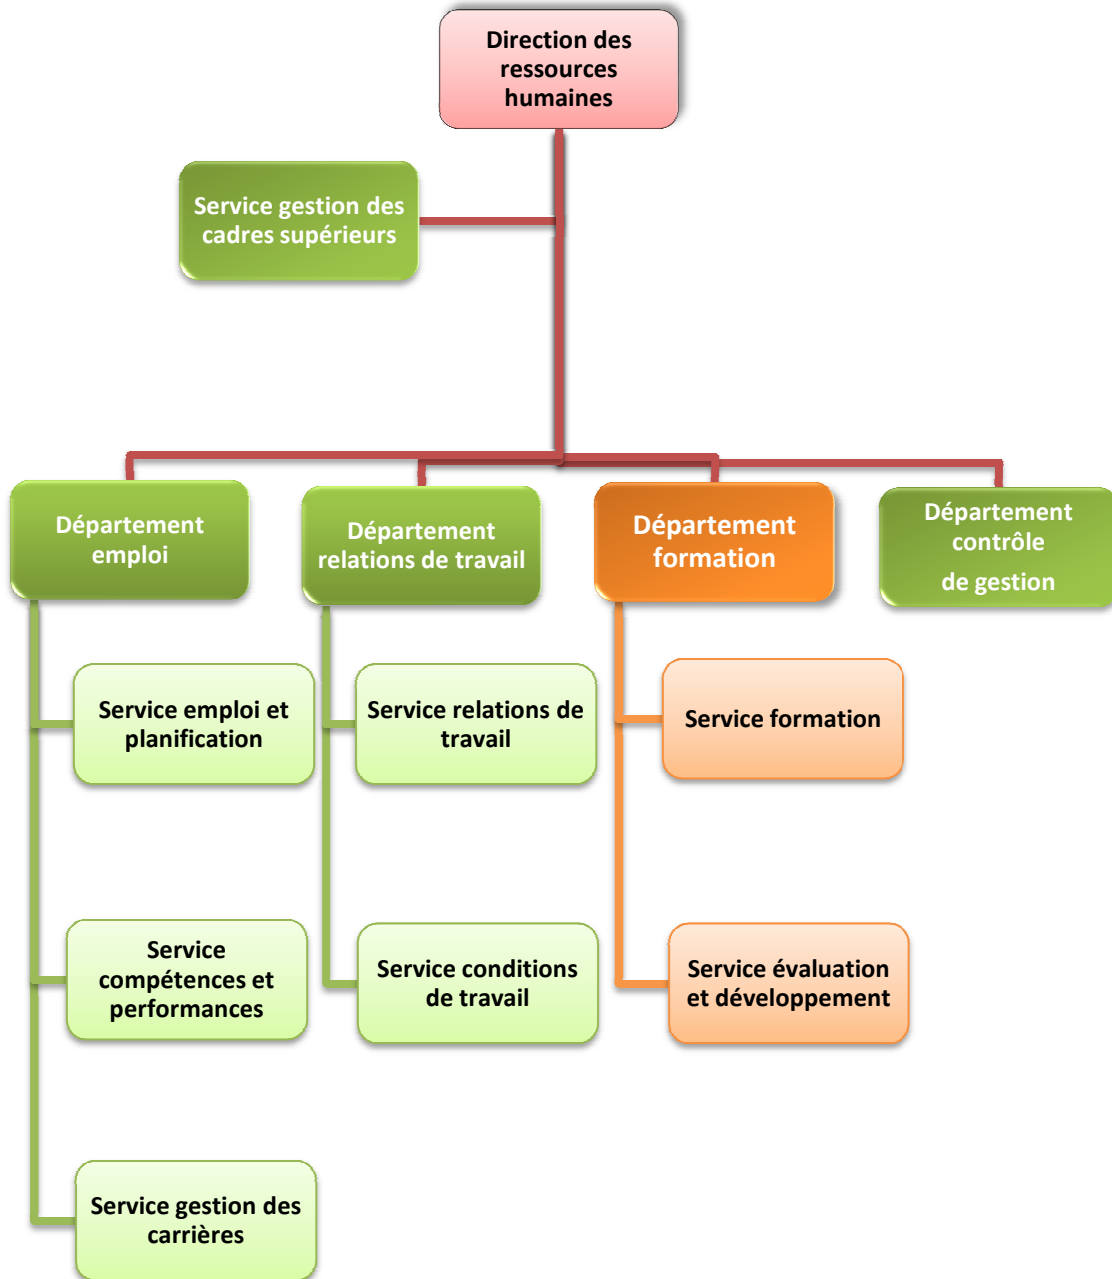 Direction des
ressources
humaines
Service gestion des
cadres supérieurs
Département
emploi
Département
relations de travail
Département
formation
Département
contrôle
de gestion
Service emploi et
planification
Service relations de
travail
Service formation
Service
compétences et
performances
Service conditions
de travail
Service évaluation
et développement
Service gestion des
carrières